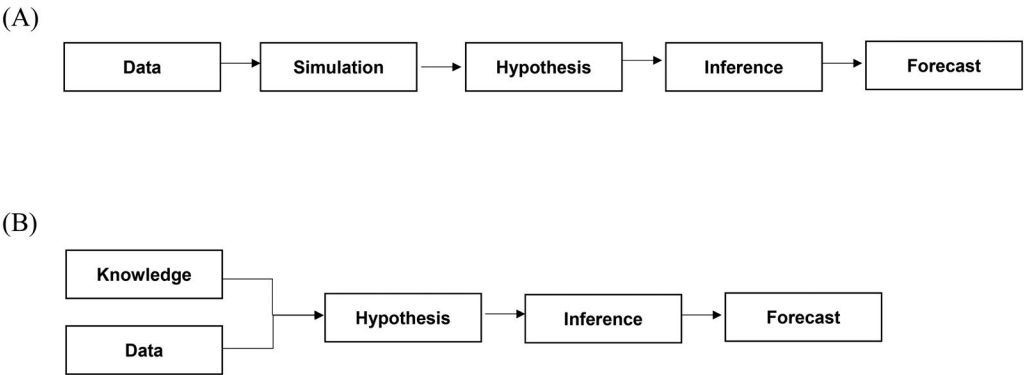 (A)
Data
Simulation
Hypothesis
Inference
Forecast
(B)
Knowledge
Data
Hypothesis
Inference
Forecast